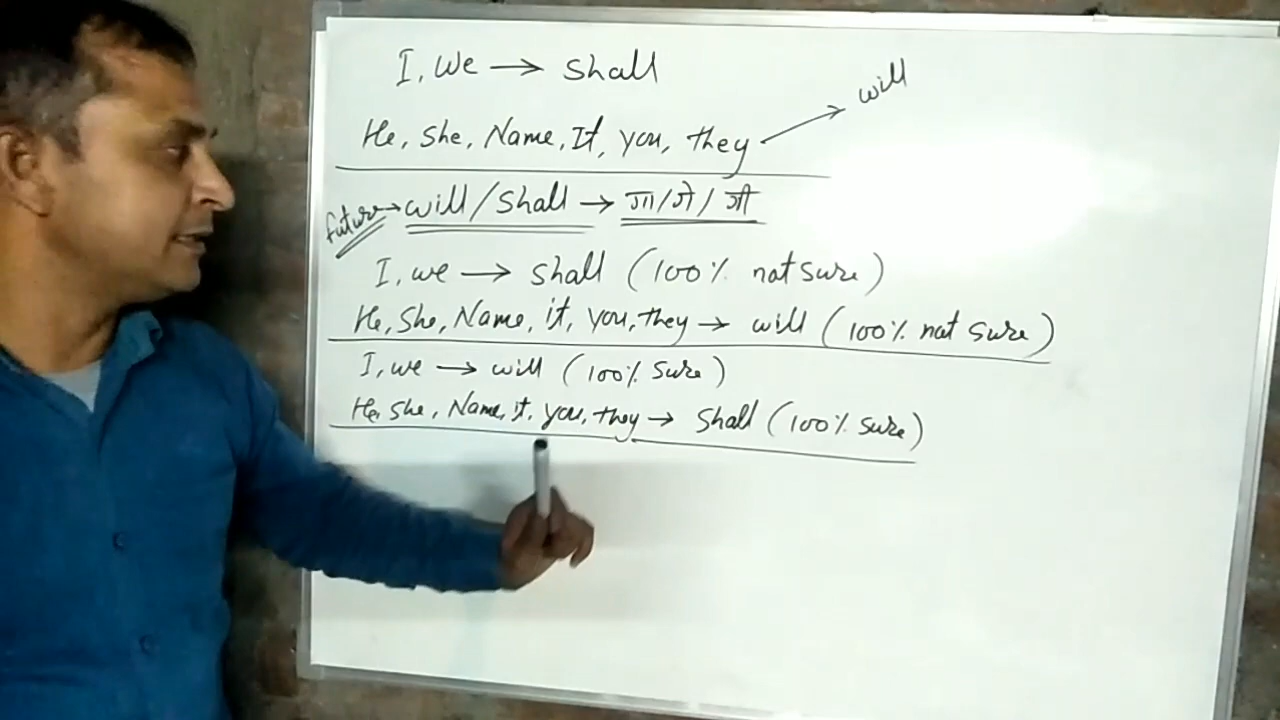 I, we → shall
He, she, Name, It, you, they → will
future → will/shall → गा/गे/गी
I, we → shall (100% not sure)
He, She, Name, it, you, they → will (100% not sure)
I, we → will (100% sure)
He, she, Name, it, you, they → shall (100% sure)